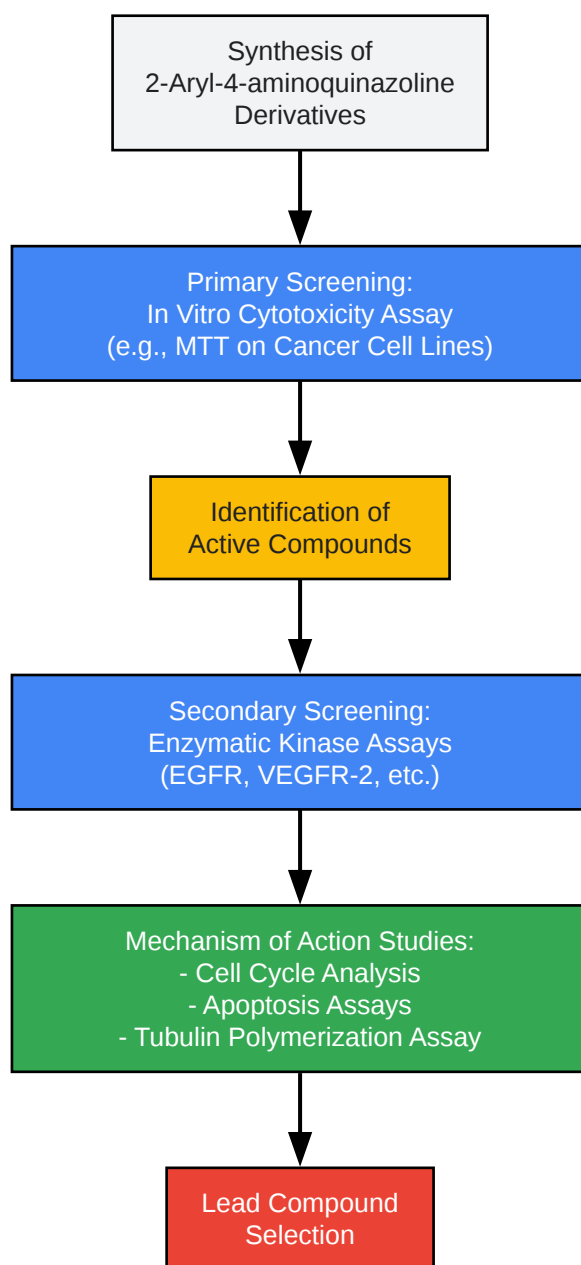 Synthesis of
2-Aryl-4-aminoquinazoline
Derivatives
Primary Screening:
In Vitro Cytotoxicity Assay
(e.g., MTT on Cancer Cell Lines)
Identification of
Active Compounds
Secondary Screening:
Enzymatic Kinase Assays
(EGFR, VEGFR-2, etc.)
Mechanism of Action Studies:
- Cell Cycle Analysis
- Apoptosis Assays
- Tubulin Polymerization Assay
Lead Compound
Selection